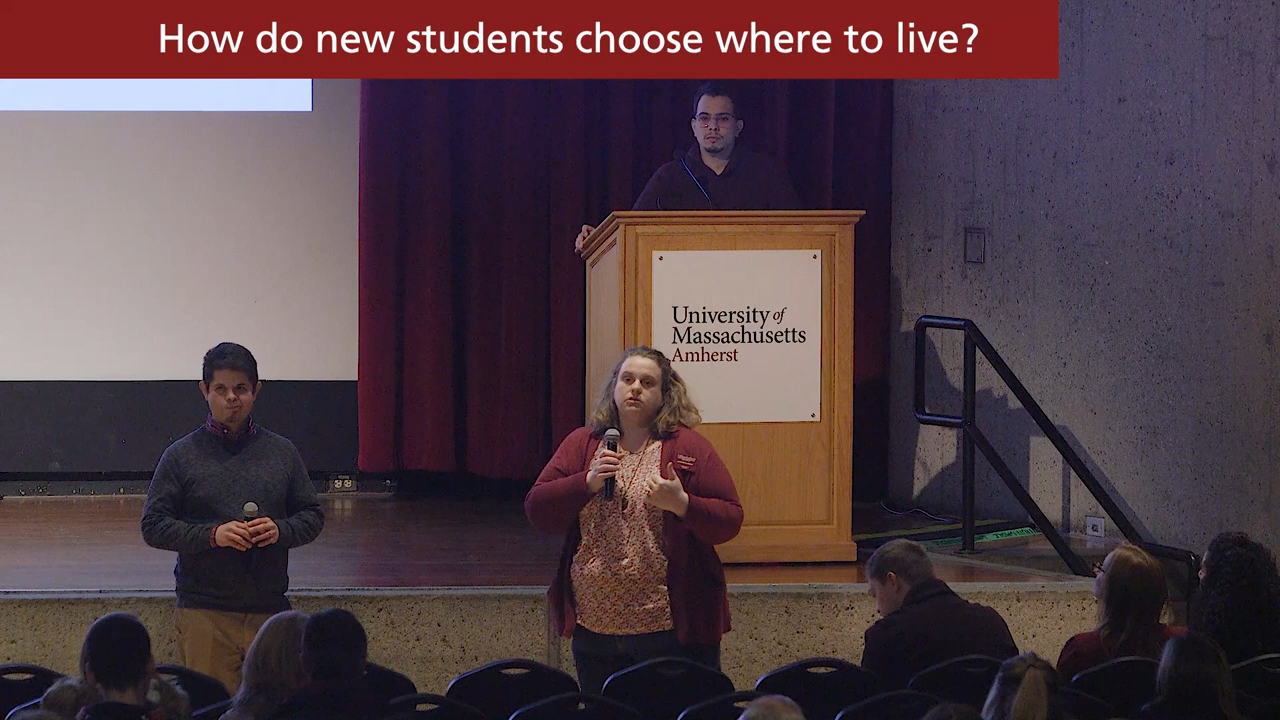 How do new students choose where to live?
University of
Massachusetts
Amherst